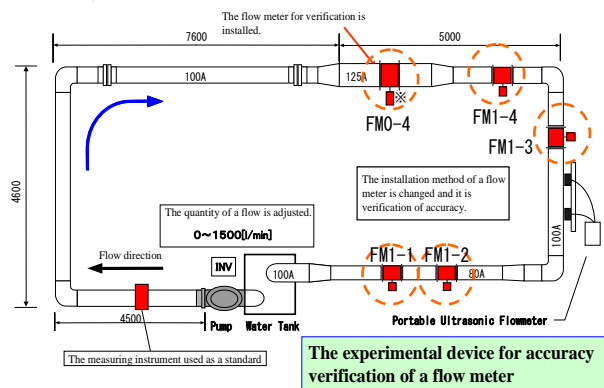 The flow meter for verification is
installed.
7600
5000
100A
125A
※
FM0-4
FM1-4
FM1-3
4600
The installation method of a flow
meter is changed and it is
verification of accuracy.
The quantity of a flow is adjusted.
0~1500[l/min]
100A
Flow direction
INV
100A
FM1-1
FM1-2
80A
4500
Pump
Water Tank
Portable Ultrasonic Flowmeter
The measuring instrument used as a standard
The experimental device for accuracy
verification of a flow meter